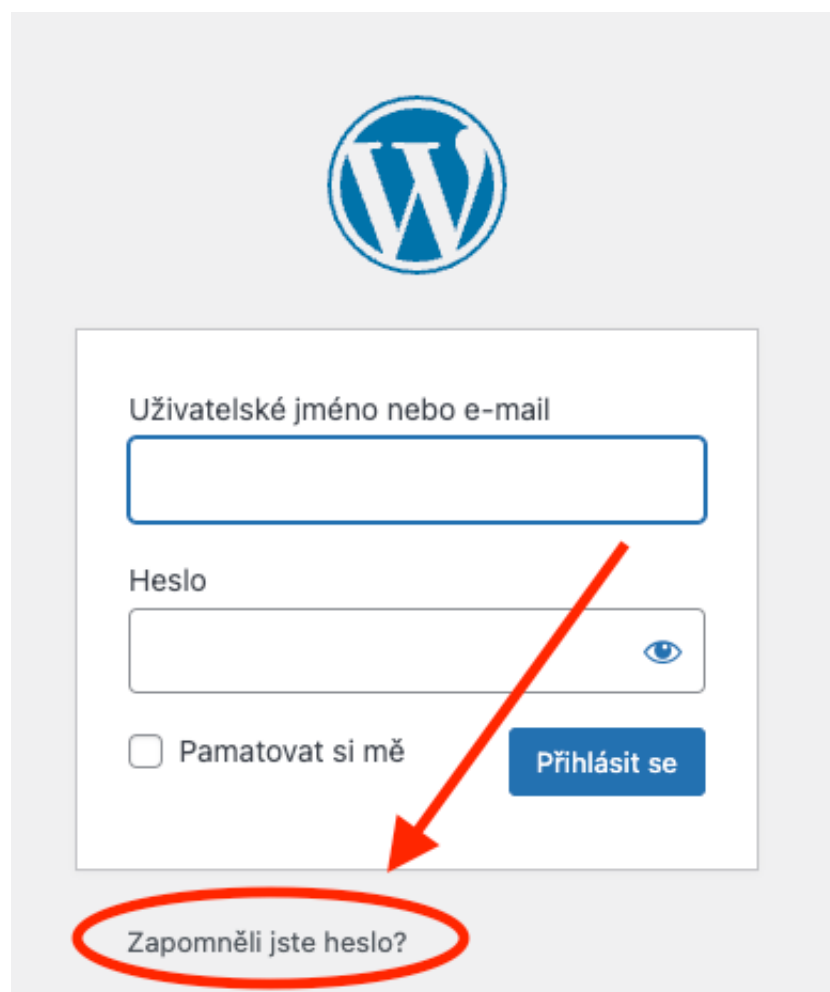 Uživatelské jméno nebo e-mail
Heslo
Pamatovat si mě
Přihlásit se
Zapomněli jste heslo?